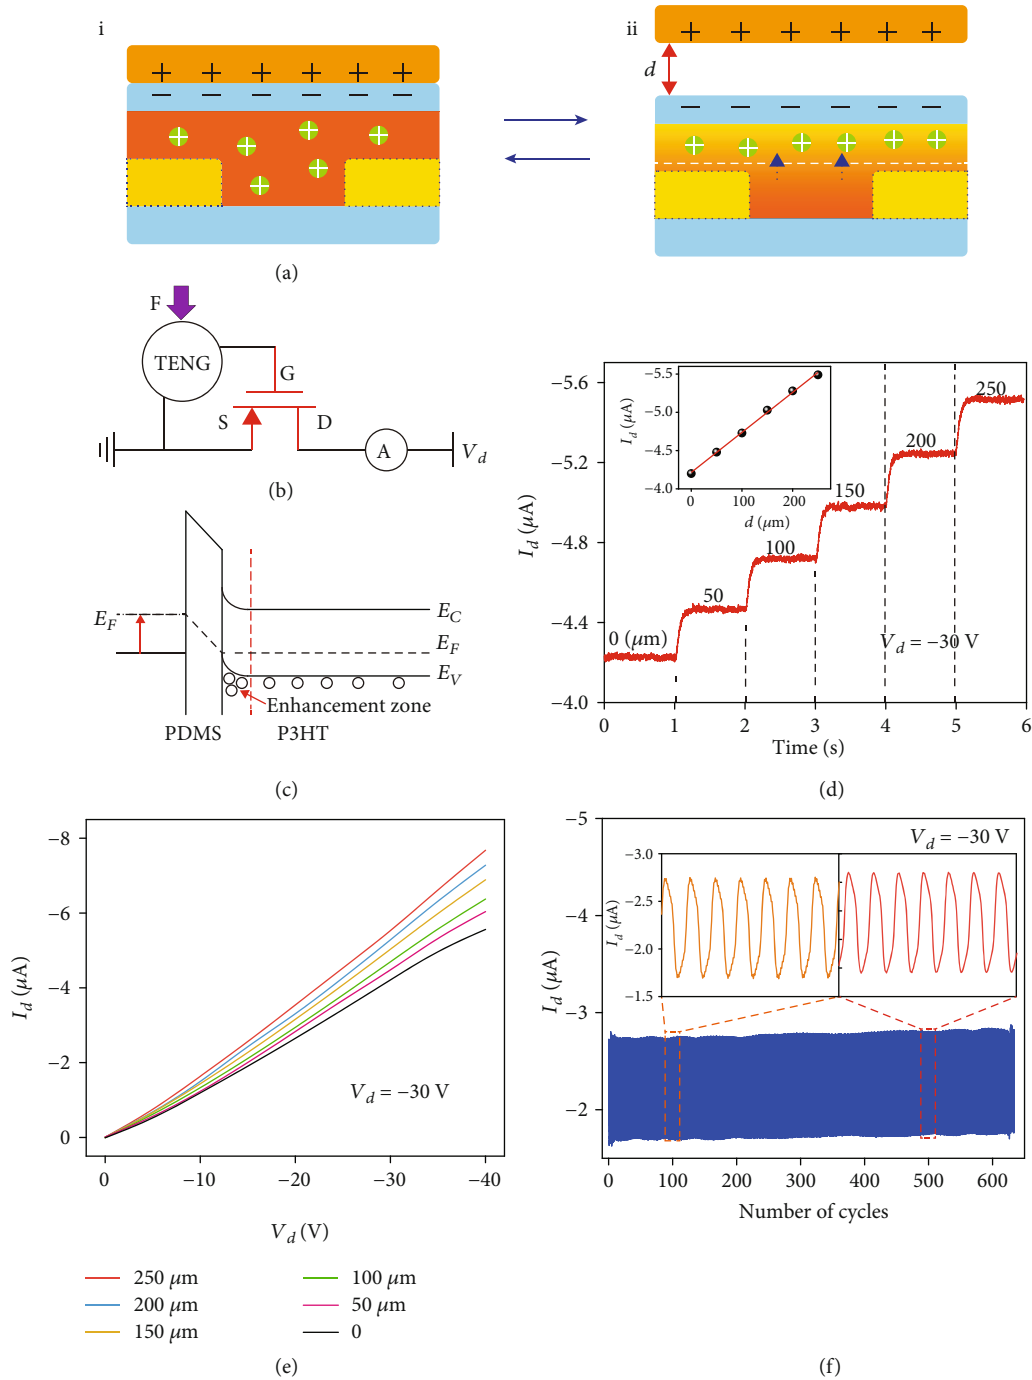 i
ii
+ + + + + +
− − − − − −
+ + + + + +
d
+ + + + + +
− − − − − −
+ + + + + +
(a)
F
TENG
G
S
D
A
V_d
(b)
E_F
E_C
E_F
E_V
Enhancement zone
PDMS
P3HT
(c)
−5.6
−5.2
−4.8
−4.4
−4.0
I_d (μA)
0 (μm)
50
100
150
200
250
V_d = −30 V
0 1 2 3 4 5 6
Time (s)
−5.5
−5.0
−4.5
−4.0
I_d (μA)
0 100 200
d (μm)
(d)
−8
−6
−4
−2
0
I_d (μA)
V_d = −30 V
0 −10 −20 −30 −40
V_d (V)
250 μm
200 μm
150 μm
100 μm
50 μm
0
(e)
−5
−4
−3
−2
I_d (μA)
V_d = −30 V
−3.0
−2.5
−2.0
−1.5
I_d (μA)
0 100 200 300 400 500 600
Number of cycles
(f)